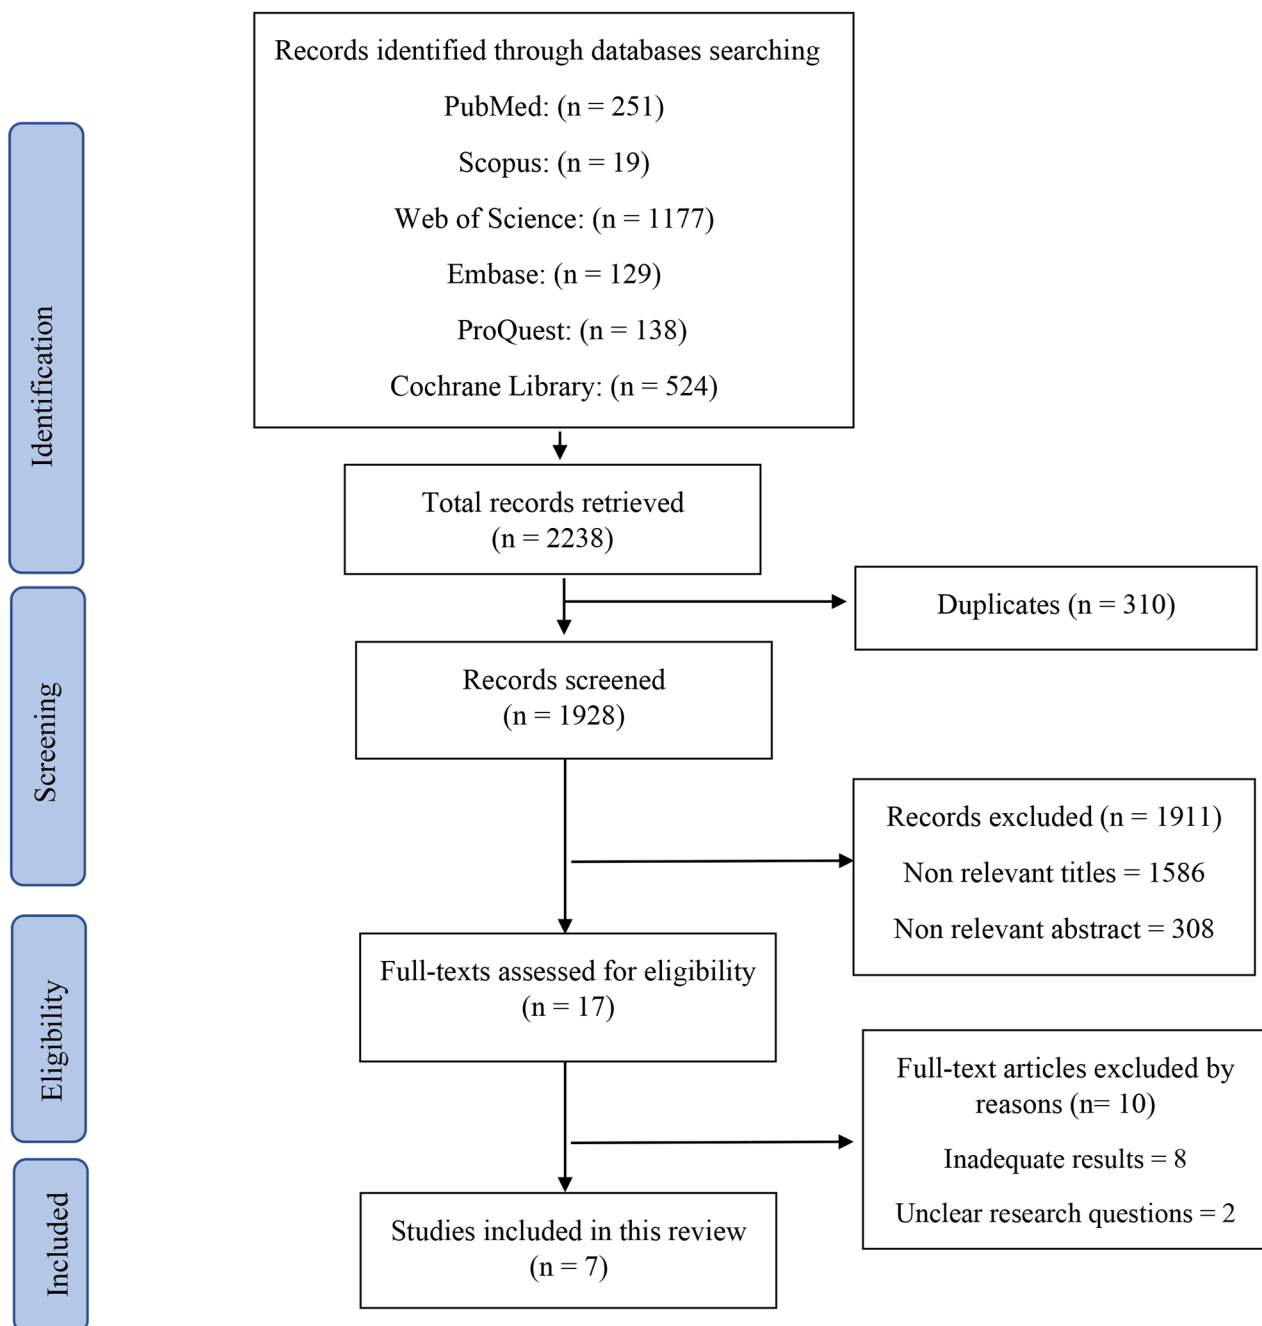 Records identified through databases searching
PubMed: (n = 251)
Scopus: (n = 19)
Web of Science: (n = 1177)
Embase: (n = 129)
ProQuest: (n = 138)
Cochrane Library: (n = 524)
Identification
Total records retrieved
(n = 2238)
Duplicates (n = 310)
Screening
Records screened
(n = 1928)
Records excluded (n = 1911)
Non relevant titles = 1586
Non relevant abstract = 308
Eligibility
Full-texts assessed for eligibility
(n = 17)
Full-text articles excluded by
reasons (n= 10)
Inadequate results = 8
Unclear research questions = 2
Included
Studies included in this review
(n = 7)